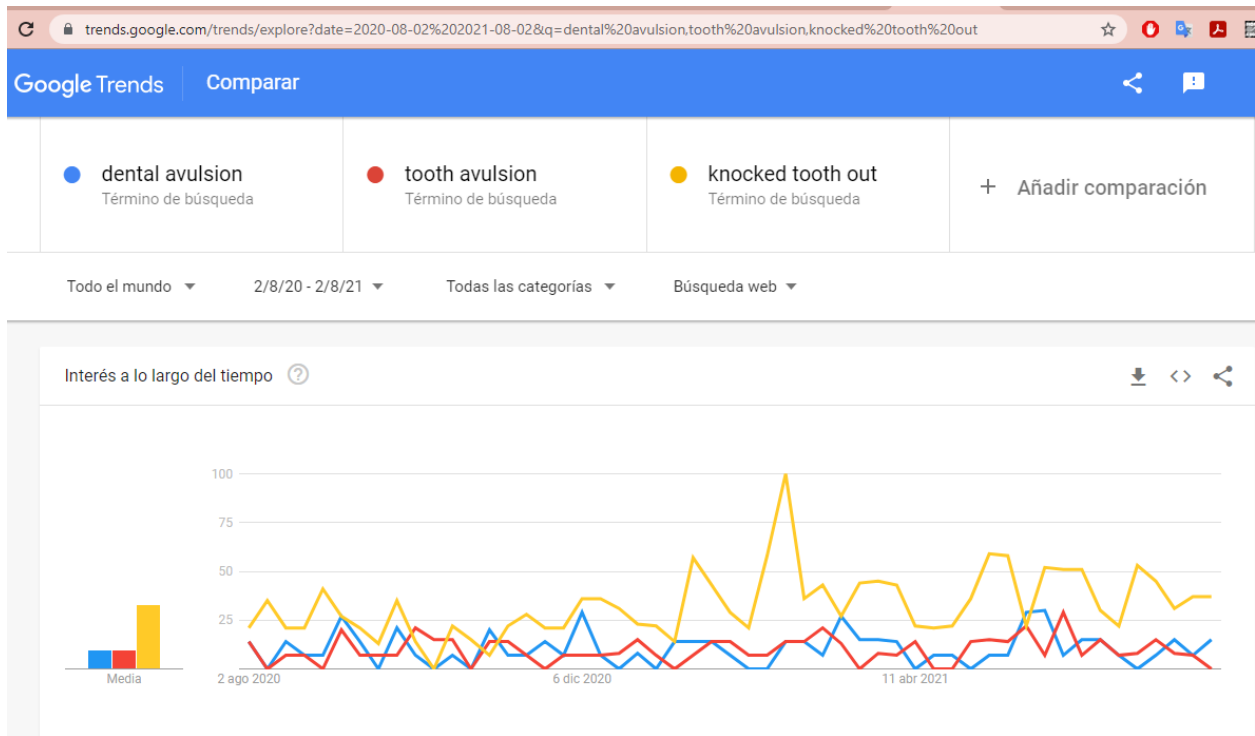 trends.google.com/trends/explore?date=2020-08-02%202021-08-02&q=dental%20avulsion,tooth%20avulsion,knocked%20tooth%20out
Google Trends Comparar
dental avulsion tooth avulsion knocked tooth out + Añadir comparación
Término de búsqueda Término de búsqueda Término de búsqueda
Todo el mundo 2/8/20 - 2/8/21 Todas las categorías Búsqueda web
Interés a lo largo del tiempo ?
100
75
50
25
Media 2 ago 2020 6 dic 2020 11 abr 2021